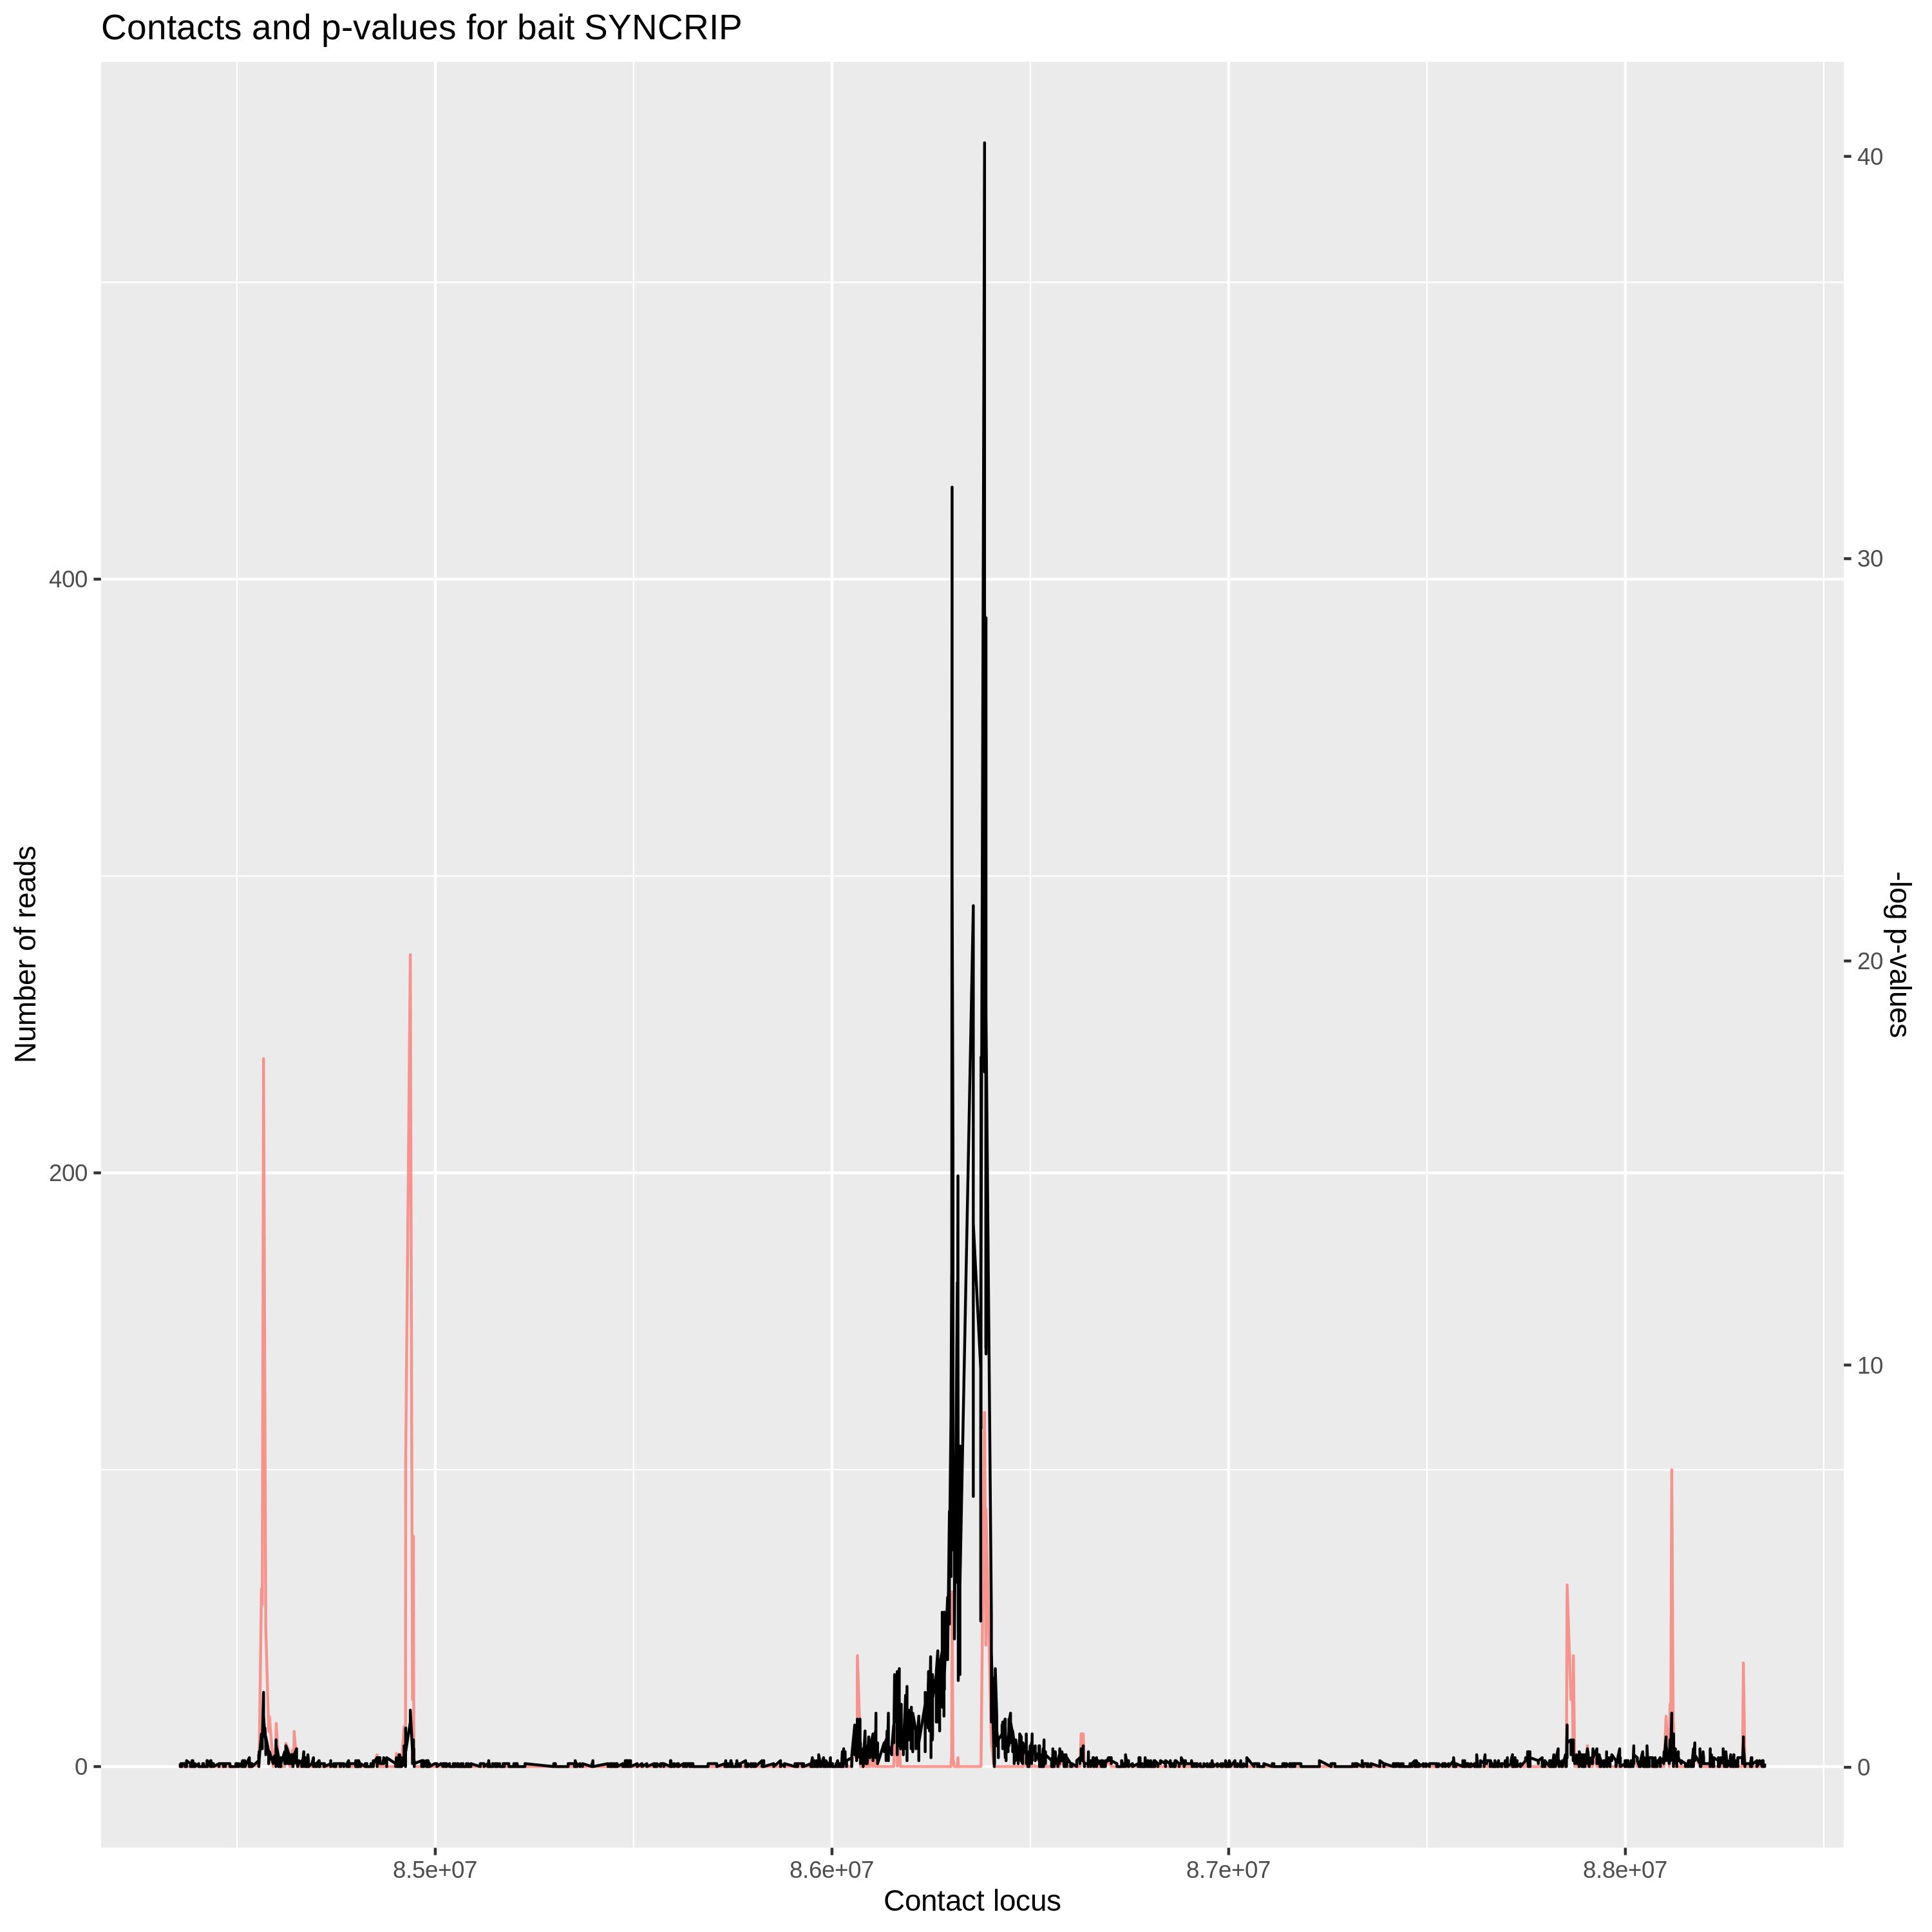 Contacts and p-values for bait SYNCRIP
40
400
30
Number of reads
20
-log p-values
200
10
0
0
8.5e+07
8.6e+07
8.7e+07
8.8e+07
Contact locus